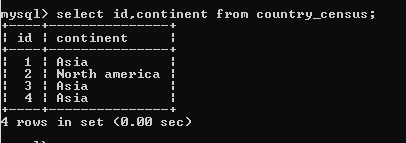 mysql> select id,continent from country_census;
+----+---------------+
| id | continent     |
+----+---------------+
|  1 | Asia          |
|  2 | North america |
|  3 | Asia          |
|  4 | Asia          |
+----+---------------+
4 rows in set (0.00 sec)